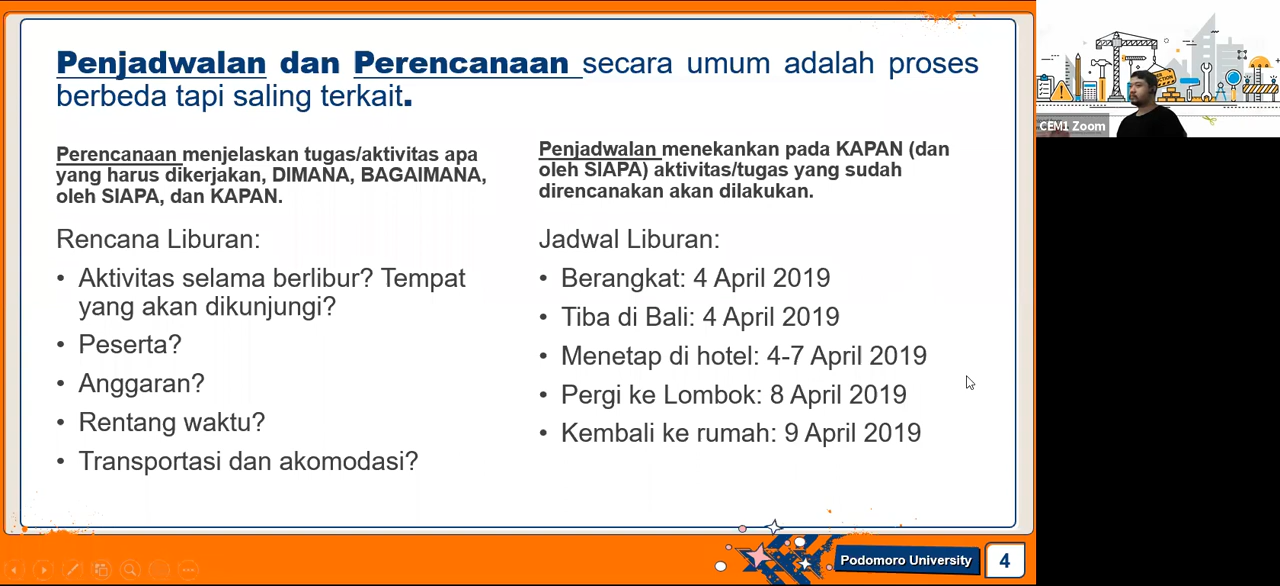 Penjadwalan dan Perencanaan secara umum adalah proses
berbeda tapi saling terkait.
Perencanaan menjelaskan tugas/aktivitas apa
yang harus dikerjakan, DIMANA, BAGAIMANA,
oleh SIAPA, dan KAPAN.
Rencana Liburan:
• Aktivitas selama berlibur? Tempat
yang akan dikunjungi?
• Peserta?
• Anggaran?
• Rentang waktu?
• Transportasi dan akomodasi?
Penjadwalan menekankan pada KAPAN (dan
oleh SIAPA) aktivitas/tugas yang sudah
direncanakan akan dilakukan.
Jadwal Liburan:
• Berangkat: 4 April 2019
• Tiba di Bali: 4 April 2019
• Menetap di hotel: 4-7 April 2019
• Pergi ke Lombok: 8 April 2019
• Kembali ke rumah: 9 April 2019
Podomoro University
4
CEM1 Zoom